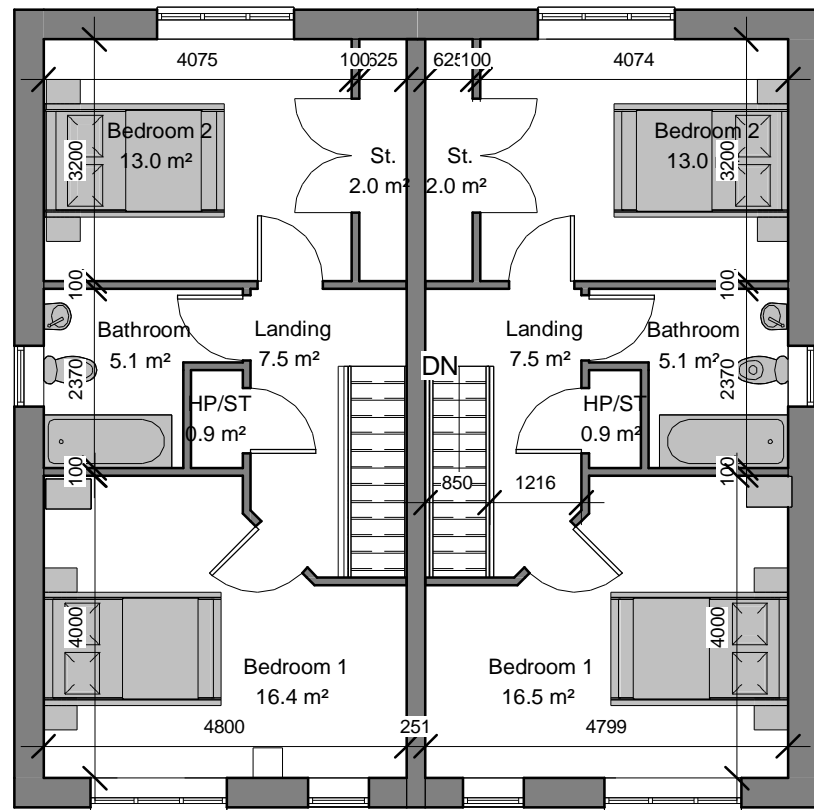 4075 100 625 625 100 4074
Bedroom 2
13.0 m²
3200
St.
2.0 m²
St.
2.0 m²
Bedroom 2
13.0
3200
100
100
Bathroom
5.1 m²
Landing
7.5 m²
DN
Landing
7.5 m²
Bathroom
5.1 m²
2370
2370
HP/ST
0.9 m²
HP/ST
0.9 m²
100
100
850 1216
4000
4000
Bedroom 1
16.4 m²
Bedroom 1
16.5 m²
4800 251 4799